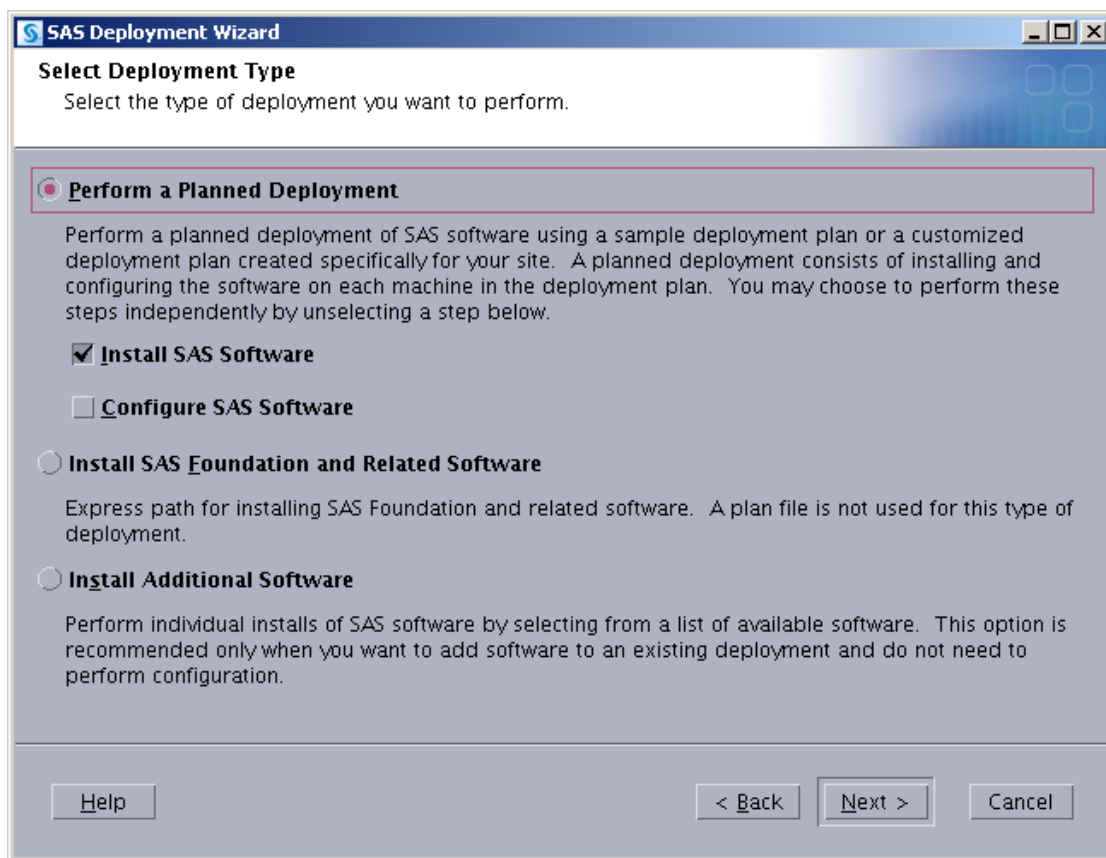 SAS Deployment Wizard
Select Deployment Type
Select the type of deployment you want to perform.
Perform a Planned Deployment
Perform a planned deployment of SAS software using a sample deployment plan or a customized
deployment plan created specifically for your site.  A planned deployment consists of installing and
configuring the software on each machine in the deployment plan.  You may choose to perform these
steps independently by unselecting a step below.
Install SAS Software
Configure SAS Software
Install SAS Foundation and Related Software
Express path for installing SAS Foundation and related software.  A plan file is not used for this type of
deployment.
Install Additional Software
Perform individual installs of SAS software by selecting from a list of available software.  This option is
recommended only when you want to add software to an existing deployment and do not need to
perform configuration.
Help
< Back
Next >
Cancel